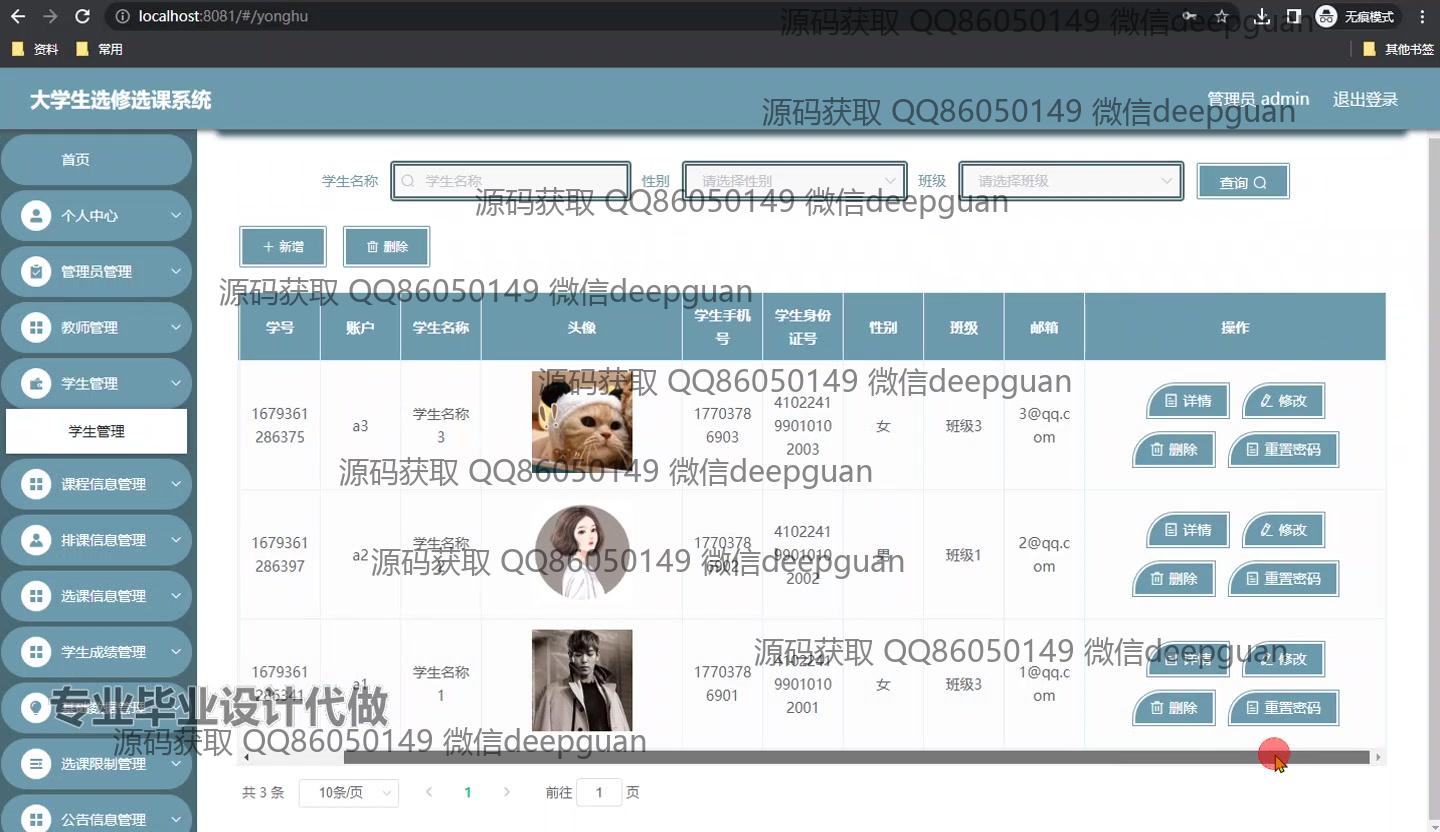 localhost:8081/#/yonghu
无痕模式
资料 常用 其他书签
源码获取 QQ86050149 微信deepguan
大学生选修选课系统
管理员 admin 退出登录
源码获取 QQ86050149 微信deepguan
首页
个人中心
管理员管理
教师管理
学生管理
学生管理
课程信息管理
排课信息管理
选课信息管理
学生成绩管理
选课限制管理
公告信息管理
学生名称 学生名称 性别 请选择性别 班级 请选择班级 查询
源码获取 QQ86050149 微信deepguan
新增 删除
源码获取 QQ86050149 微信deepguan
学号 账户 学生名称 头像 学生手机号 学生身份证号 性别 班级 邮箱 操作
源码获取 QQ86050149 微信deepguan
1679361286375 a3 学生名称3 17703786903 410224199010102003 女 班级3 3@qq.com 详情 修改
删除 重置密码
源码获取 QQ86050149 微信deepguan
1679361286397 a2 学生名称 1770378 410224199010102002 男 班级1 2@qq.com 详情 修改
删除 重置密码
源码获取 QQ86050149 微信deepguan
1679361 a1 学生名称1 17703786901 410224199010102001 女 班级3 1@qq.com 详情 修改
删除 重置密码
源码获取 QQ86050149 微信deepguan
专业毕业设计代做
源码获取 QQ86050149 微信deepguan
共 3 条 10条/页 1 前往 1 页